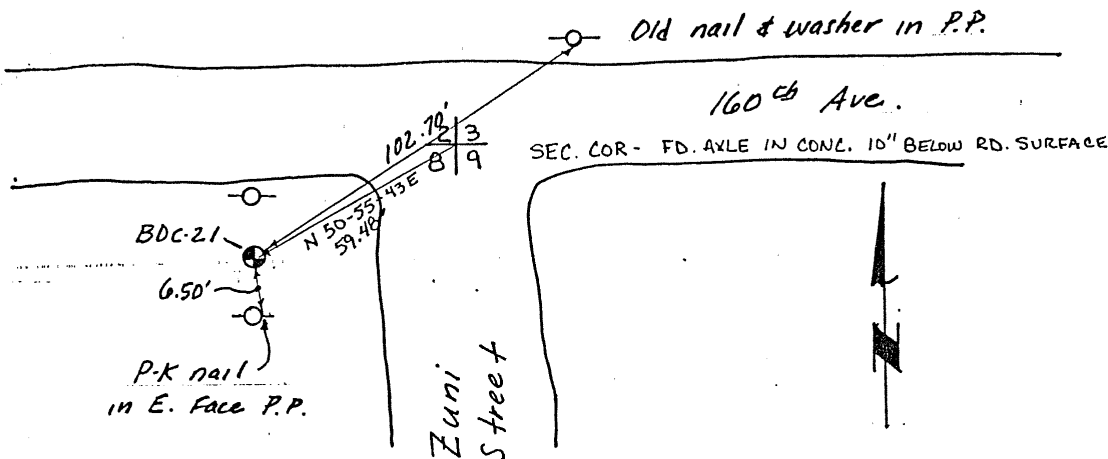 Old nail & washer in P.P.
160th Ave.
102.70'
2 3
8 9
SEC. COR - FD. AXLE IN CONC. 10" BELOW RD. SURFACE
N 50-55-43E
59.48'
BDC-21
6.50'
P-K nail
in E. Face P.P.
Zuni
Street
N